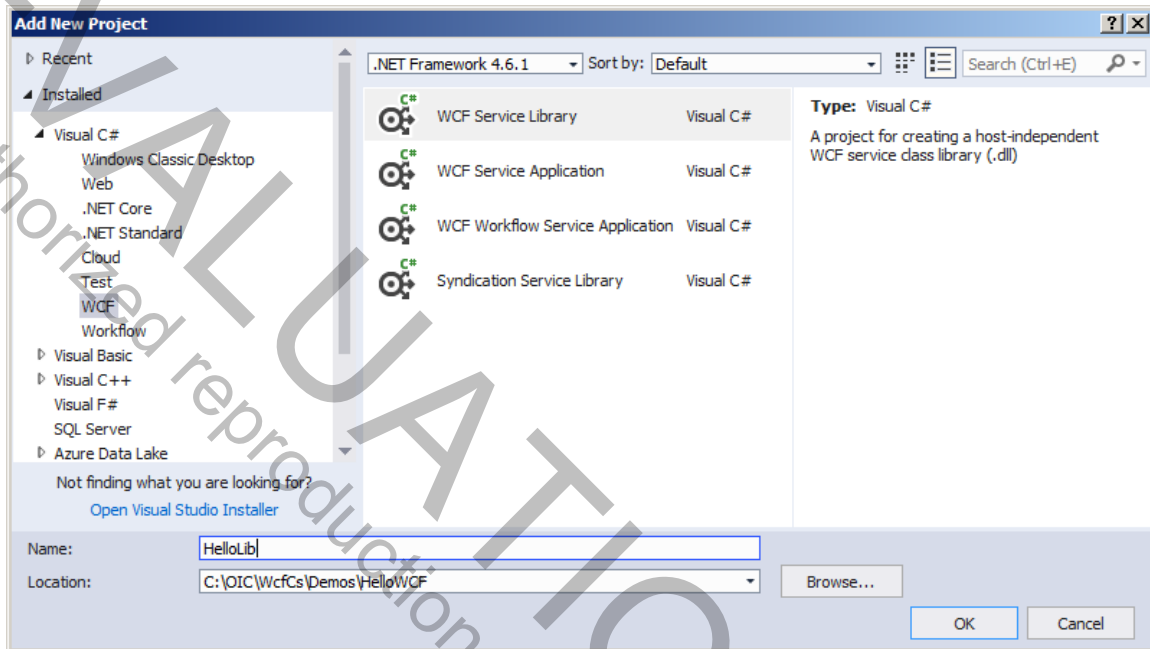 Add New Project
Recent
Installed
Visual C#
Windows Classic Desktop
Web
.NET Core
.NET Standard
Cloud
Test
WCF
Workflow
Visual Basic
Visual C++
Visual F#
SQL Server
Azure Data Lake
Not finding what you are looking for?
Open Visual Studio Installer
.NET Framework 4.6.1 Sort by: Default Search (Ctrl+E)
C# WCF Service Library Visual C#
C# WCF Service Application Visual C#
C# WCF Workflow Service Application Visual C#
C# Syndication Service Library Visual C#
Type: Visual C#
A project for creating a host-independent
WCF service class library (.dll)
Name: HelloLib
Location: C:\OIC\WcfCs\Demos\HelloWCF Browse...
OK Cancel
reproduction